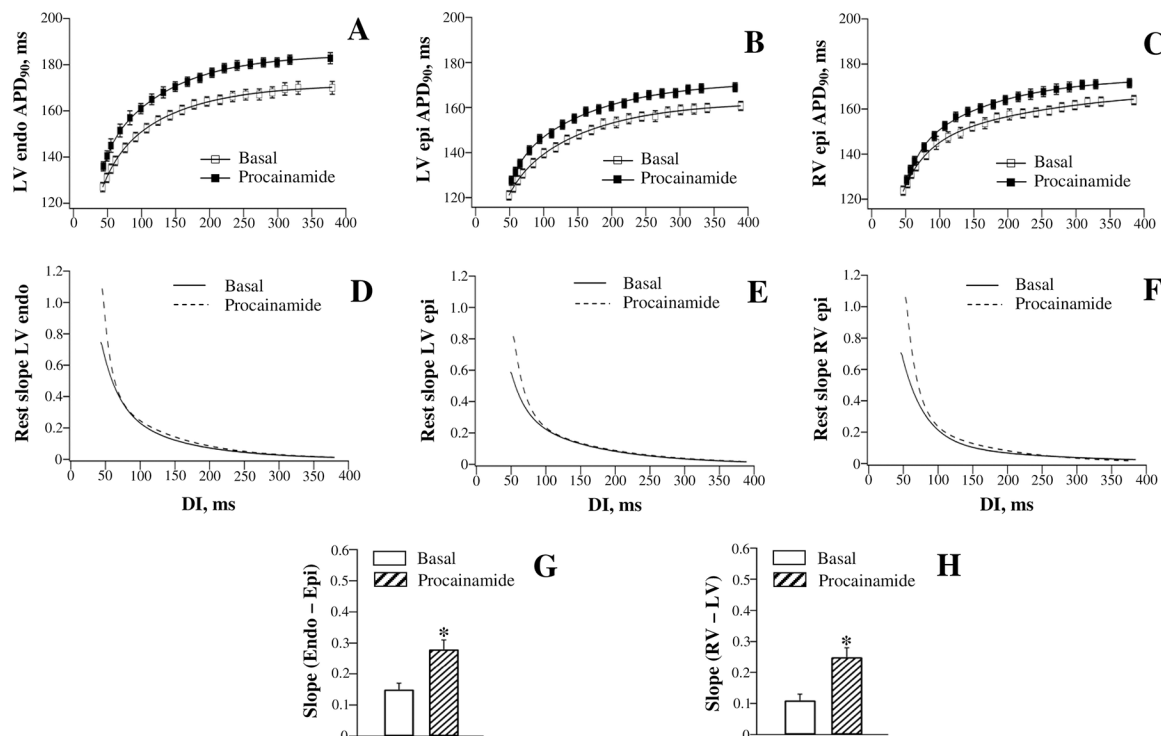 A
LV endo APD90, ms
200
180
160
140
120
0 50 100 150 200 250 300 350 400
Basal
Procainamide
B
LV epi APD90, ms
200
180
160
140
120
0 50 100 150 200 250 300 350 400
Basal
Procainamide
C
RV epi APD90, ms
200
180
160
140
120
0 50 100 150 200 250 300 350 400
Basal
Procainamide
D
Rest slope LV endo
1.2
1.0
0.8
0.6
0.4
0.2
0
0 50 100 150 200 250 300 350 400
DI, ms
Basal
Procainamide
E
Rest slope LV epi
1.2
1.0
0.8
0.6
0.4
0.2
0
0 50 100 150 200 250 300 350 400
DI, ms
Basal
Procainamide
F
Rest slope RV epi
1.2
1.0
0.8
0.6
0.4
0.2
0
0 50 100 150 200 250 300 350 400
DI, ms
Basal
Procainamide
G
Slope (Endo – Epi)
0.6
0.5
0.4
0.3
0.2
0.1
0
Basal
Procainamide
*
H
Slope (RV – LV)
0.6
0.5
0.4
0.3
0.2
0.1
0
Basal
Procainamide
*